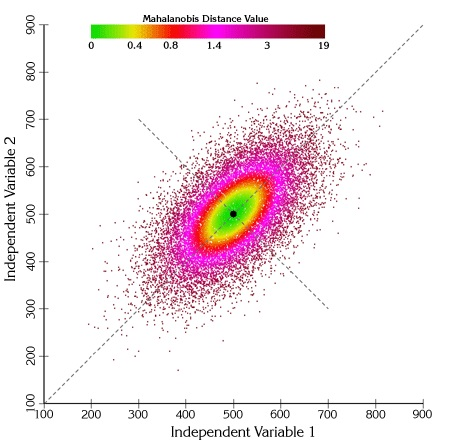 Mahalanobis Distance Value
0 0.4 0.8 1.4 3 19
900
800
700
600
500
400
300
200
100
Independent Variable 2
100 200 300 400 500 600 700 800 900
Independent Variable 1